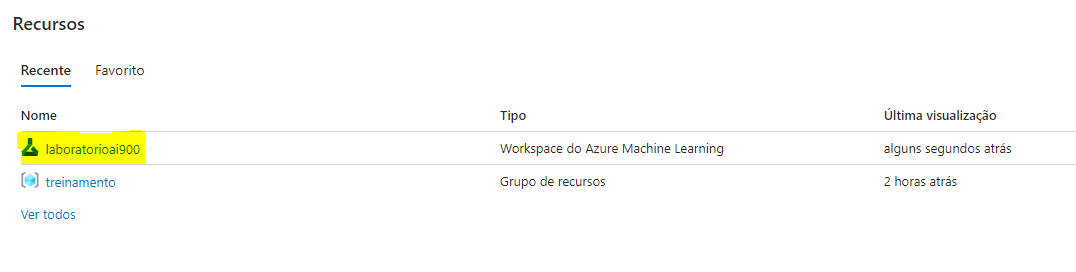 Recursos
Recente Favorito
Nome Tipo Última visualização
laboratorioai900 Workspace do Azure Machine Learning alguns segundos atrás
treinamento Grupo de recursos 2 horas atrás
Ver todos